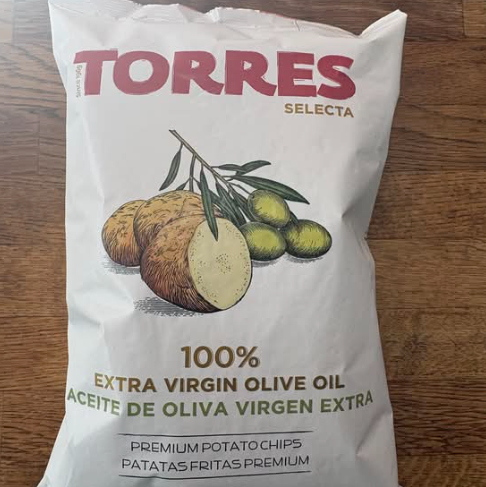 TORRES
SELECTA
100%
EXTRA VIRGIN OLIVE OIL
ACEITE DE OLIVA VIRGEN EXTRA
PREMIUM POTATO CHIPS
PATATAS FRITAS PREMIUM